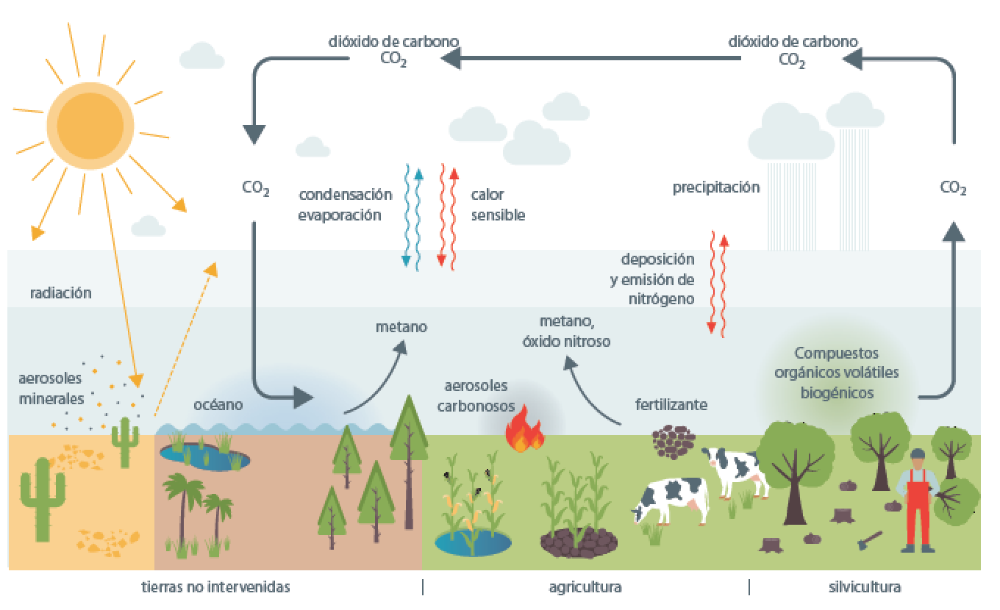 dióxido de carbono
CO₂
dióxido de carbono
CO₂
CO₂
condensación
evaporación
calor
sensible
precipitación
CO₂
deposición
y emisión de
nitrógeno
radiación
metano
metano,
óxido nitroso
Compuestos
orgánicos volátiles
biogénicos
aerosoles
minerales
océano
aerosoles
carbonosos
fertilizante
tierras no intervenidas
agricultura
silvicultura